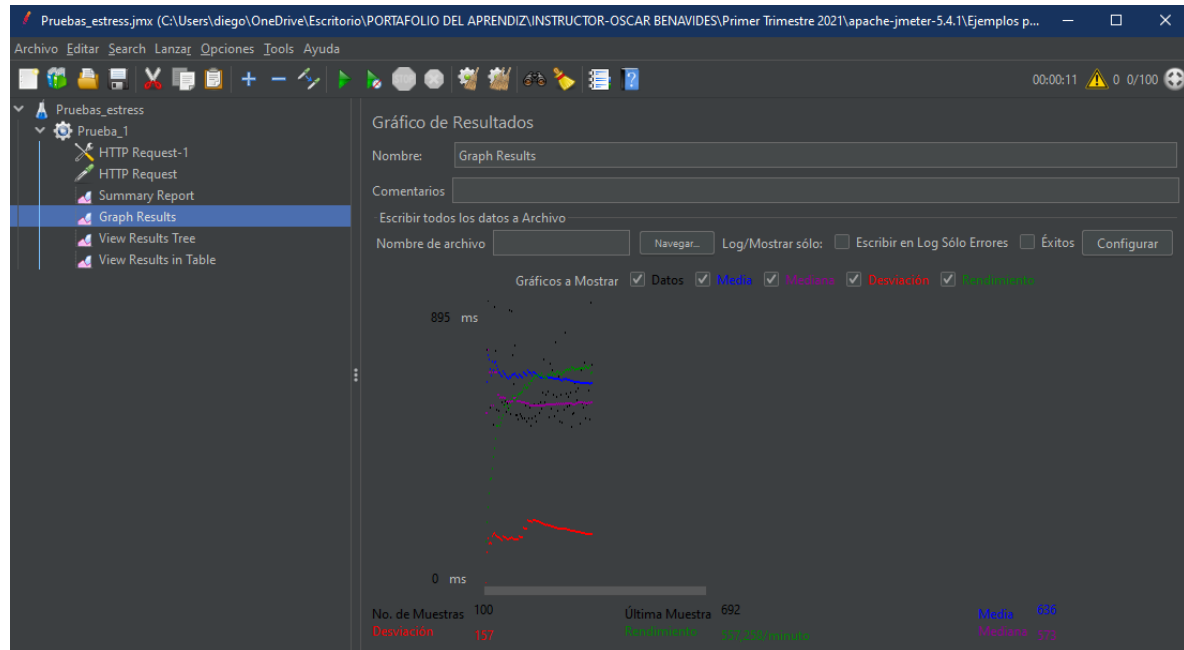 Pruebas_estress.jmx (C:\Users\diego\OneDrive\Escritorio\PORTAFOLIO DEL APRENDIZ\INSTRUCTOR-OSCAR BENAVIDES\Primer Trimestre 2021\apache-jmeter-5.4.1\Ejemplos p...
Archivo Editar Search Lanzar Opciones Tools Ayuda
00:00:11 0 0/100
Pruebas_estress
Prueba_1
HTTP Request-1
HTTP Request
Summary Report
Graph Results
View Results Tree
View Results in Table
Gráfico de Resultados
Nombre: Graph Results
Comentarios
Escribir todos los datos a Archivo
Nombre de archivo Navegar... Log/Mostrar sólo: Escribir en Log Sólo Errores Éxitos Configurar
Gráficos a Mostrar Datos Media Mediana Desviación Rendimiento
895 ms
0 ms
No. de Muestras 100 Última Muestra 692 Media 636
Desviación 157 Rendimiento 557,258/minuto Mediana